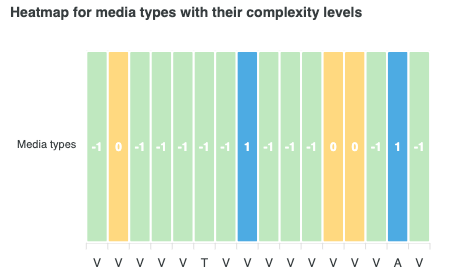 Heatmap for media types with their complexity levels
Media types -1 0 -1 -1 -1 -1 -1 1 -1 -1 -1 0 0 -1 1 -1
V V V V V T V V V V V V V V A V